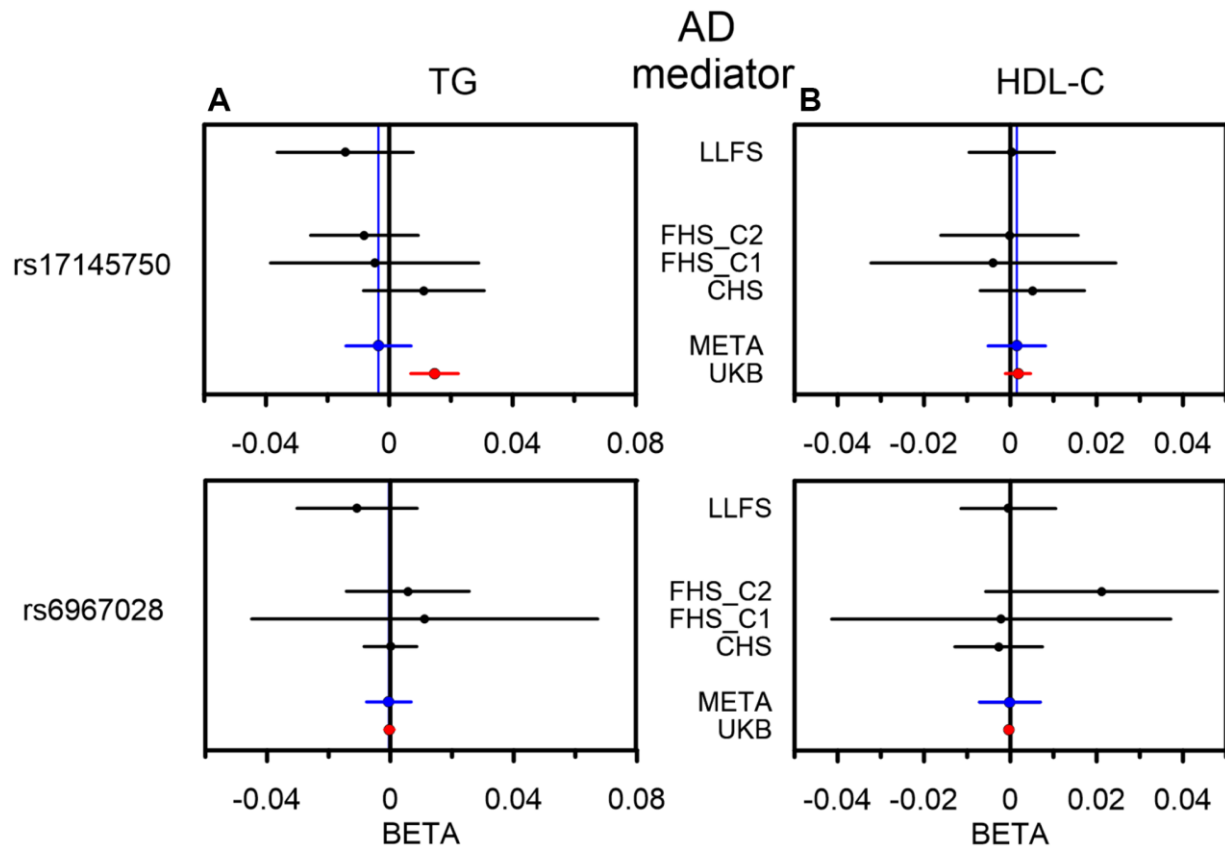 AD
mediator
A TG B HDL-C
rs17145750
LLFS
FHS_C2
FHS_C1
CHS
META
UKB
-0.04 0 0.04 0.08
-0.04 -0.02 0 0.02 0.04
rs6967028
LLFS
FHS_C2
FHS_C1
CHS
META
UKB
-0.04 0 0.04 0.08
-0.04 -0.02 0 0.02 0.04
BETA BETA